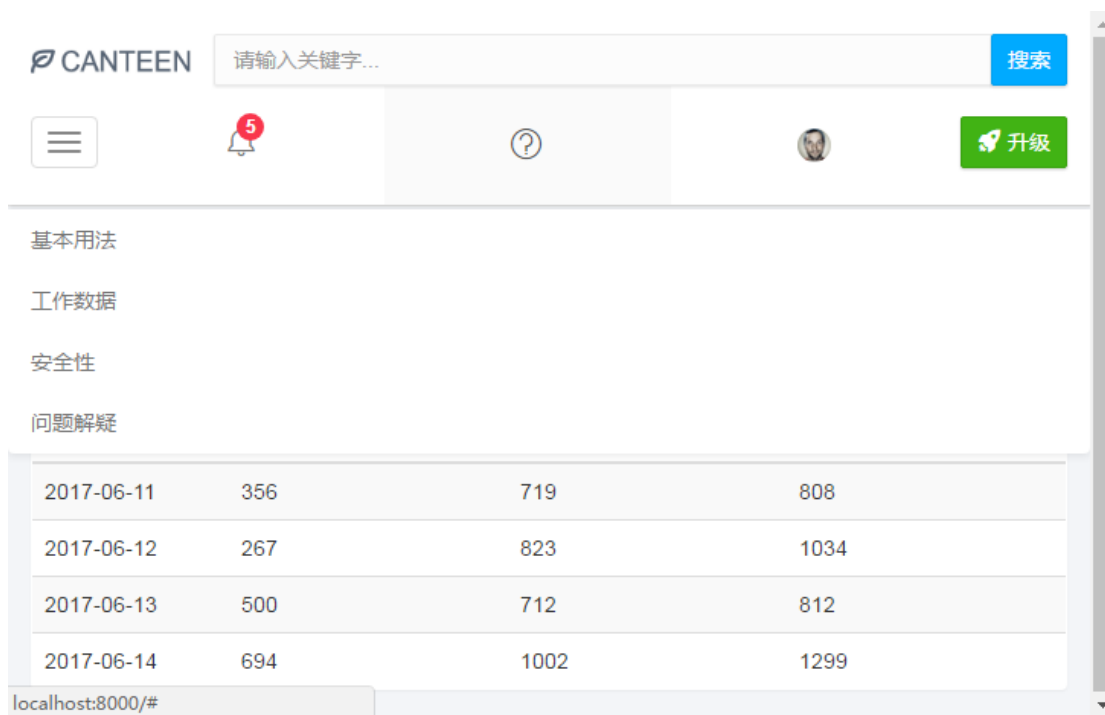 CANTEEN 请输入关键字... 搜索
5 升级
基本用法
工作数据
安全性
问题解疑
2017-06-11 356 719 808
2017-06-12 267 823 1034
2017-06-13 500 712 812
2017-06-14 694 1002 1299
localhost:8000/#